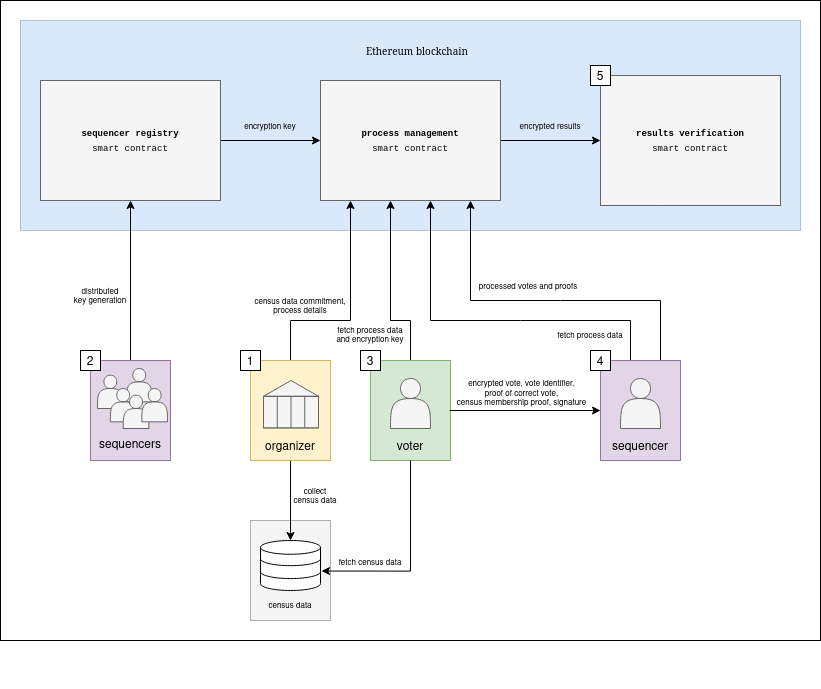 Ethereum blockchain
5
sequencer registry
smart contract
encryption key
process management
smart contract
encrypted results
results verification
smart contract
distributed
key generation
census data commitment,
process details
fetch process data
and encryption key
processed votes and proofs
fetch process data
2
sequencers
1
organizer
3
voter
encrypted vote, vote identifier,
proof of correct vote,
census membership proof, signature
4
sequencer
collect
census data
fetch census data
census data